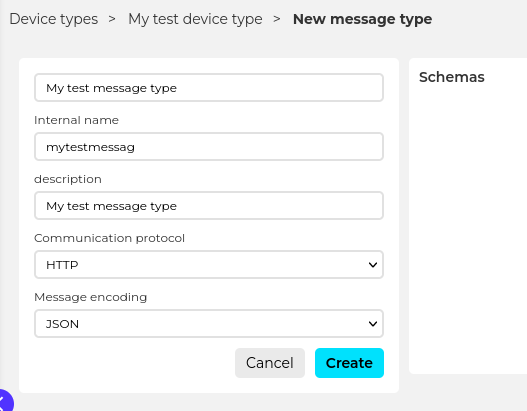 Device types > My test device type > New message type
My test message type
Schemas
Internal name
mytestmessag
description
My test message type
Communication protocol
HTTP
Message encoding
JSON
Cancel Create